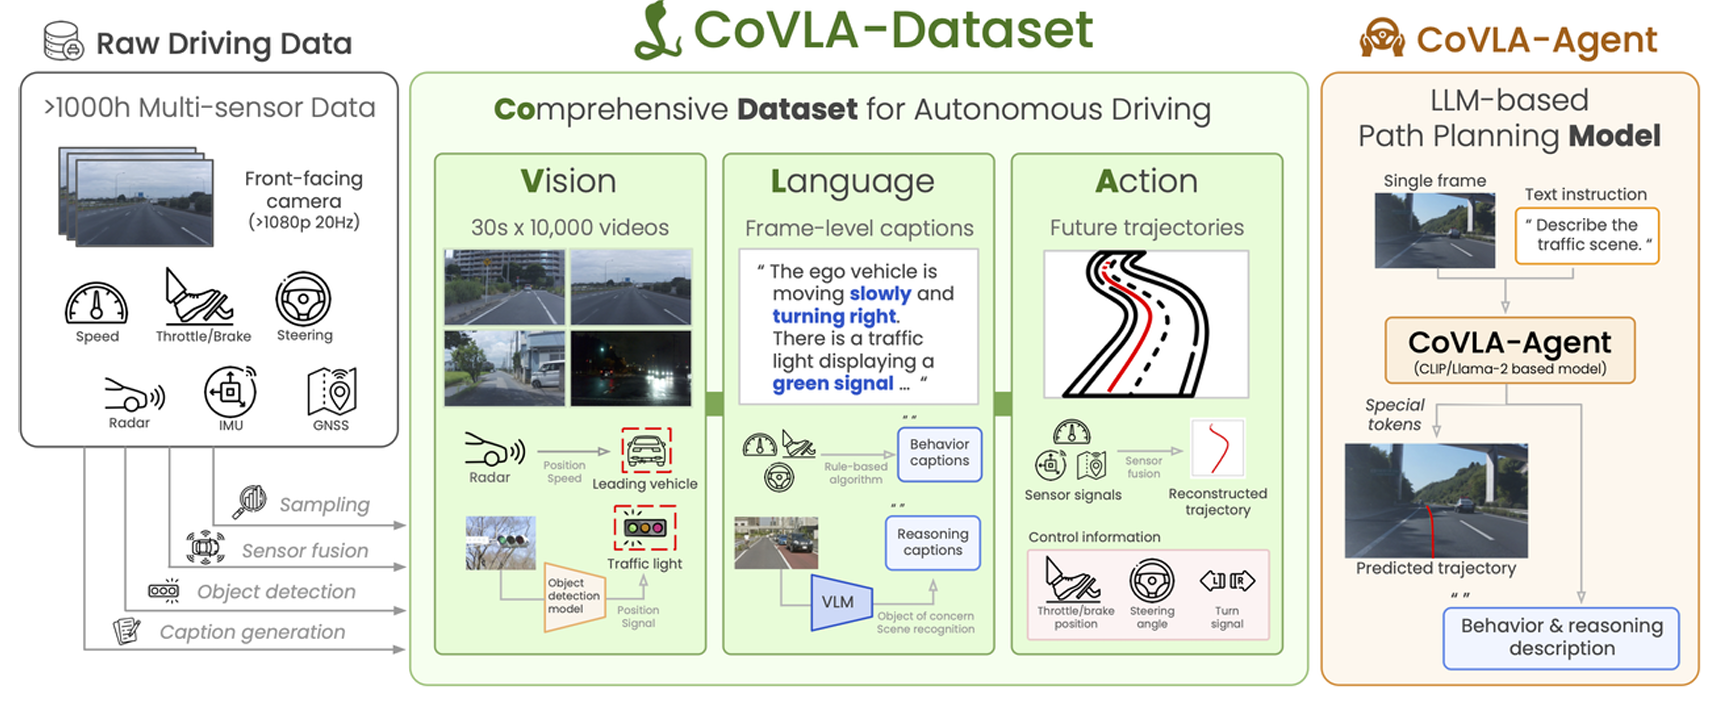 Raw Driving Data
>1000h Multi-sensor Data
Front-facing
camera
(>1080p 20Hz)
Speed
Throttle/Brake
Steering
Radar
IMU
GNSS
Sampling
Sensor fusion
Object detection
Caption generation
CoVLA-Dataset
Comprehensive Dataset for Autonomous Driving
Vision
30s x 10,000 videos
Radar
Position
Speed
Leading vehicle
Object
detection
model
Traffic light
Position
Signal
Language
Frame-level captions
“ The ego vehicle is
moving slowly and
turning right.
There is a traffic
light displaying a
green signal ... “
Rule-based
algorithm
“ ”
Behavior
captions
“ ”
Reasoning
captions
VLM
Object of concern
Scene recognition
Action
Future trajectories
Sensor signals
Sensor
fusion
Reconstructed
trajectory
Control information
Throttle/brake
position
Steering
angle
L R
Turn
signal
CoVLA-Agent
LLM-based
Path Planning Model
Single frame
Text instruction
“ Describe the
traffic scene. “
CoVLA-Agent
(CLIP/Llama-2 based model)
Special
tokens
Predicted trajectory
“ ”
Behavior & reasoning
description